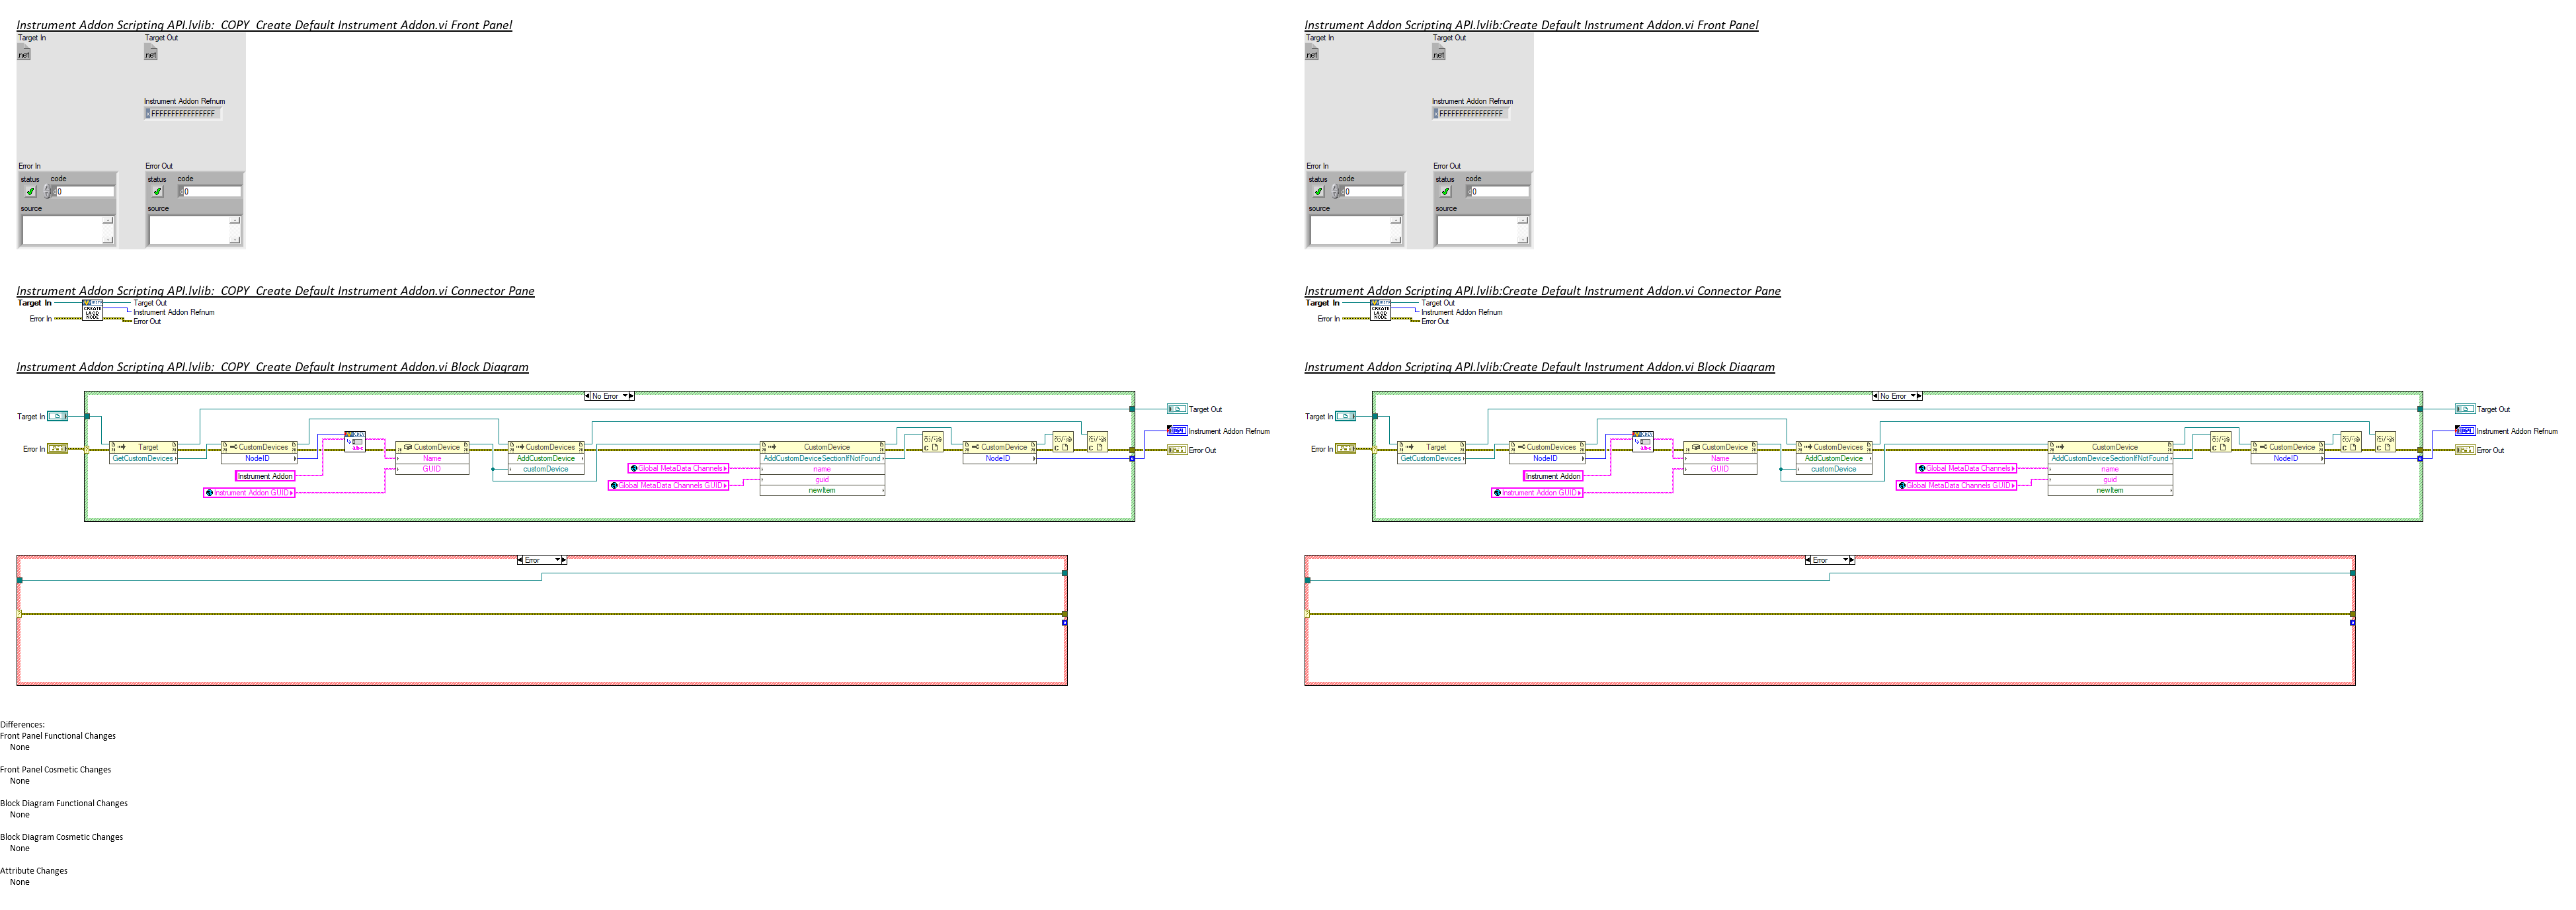 Instrument Addon Scripting API.lvlib:_COPY_Create Default Instrument Addon.vi Front Panel
Target In
Target Out
.net
.net
Instrument Addon Refnum
FFFFFFFFFFFFFFFF
Error In
Error Out
status code
0
status code
0
source
source
Instrument Addon Scripting API.lvlib:_COPY_Create Default Instrument Addon.vi Connector Pane
Target In
Target Out
CREATE
Instrument Addon Refnum
NODE
Error In
Error Out
Instrument Addon Scripting API.lvlib:_COPY_Create Default Instrument Addon.vi Block Diagram
No Error
Target In
Target Out
Instrument Addon Refnum
Error In
Error Out
Target
GetCustomDevices
CustomDevices
NodeID
abc
Instrument Addon
Instrument Addon GUID
CustomDevice
Name
GUID
CustomDevices
AddCustomDevice
customDevice
Global MetaData Channels
Global MetaData Channels GUID
CustomDevice
AddCustomDeviceSectionIfNotFound
name
guid
newItem
CustomDevices
NodeID
Error
Differences:
Front Panel Functional Changes
None
Front Panel Cosmetic Changes
None
Block Diagram Functional Changes
None
Block Diagram Cosmetic Changes
None
Attribute Changes
None
Instrument Addon Scripting API.lvlib:Create Default Instrument Addon.vi Front Panel
Target In
Target Out
.net
.net
Instrument Addon Refnum
FFFFFFFFFFFFFFFF
Error In
Error Out
status code
0
status code
0
source
source
Instrument Addon Scripting API.lvlib:Create Default Instrument Addon.vi Connector Pane
Target In
Target Out
CREATE
Instrument Addon Refnum
NODE
Error In
Error Out
Instrument Addon Scripting API.lvlib:Create Default Instrument Addon.vi Block Diagram
No Error
Target In
Target Out
Instrument Addon Refnum
Error In
Error Out
Target
GetCustomDevices
CustomDevices
NodeID
abc
Instrument Addon
Instrument Addon GUID
CustomDevice
Name
GUID
CustomDevices
AddCustomDevice
customDevice
Global MetaData Channels
Global MetaData Channels GUID
CustomDevice
AddCustomDeviceSectionIfNotFound
name
guid
newItem
CustomDevices
NodeID
Error